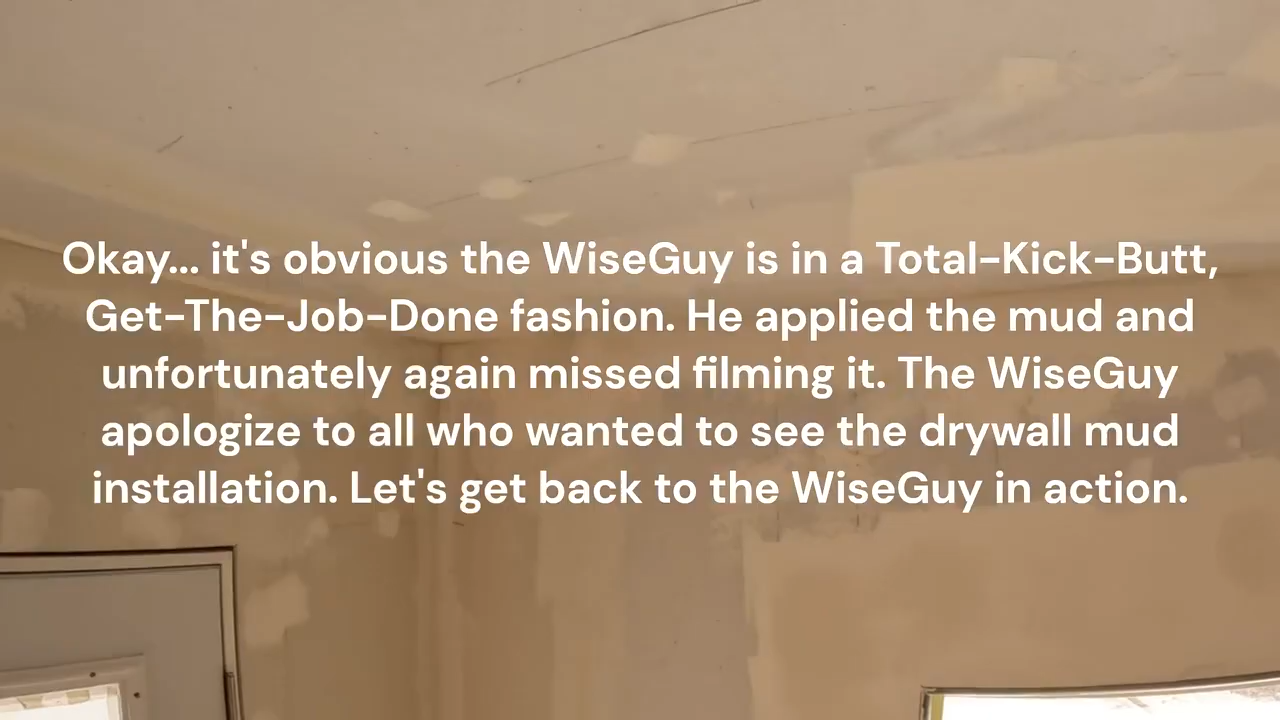 Okay... it's obvious the WiseGuy is in a Total-Kick-Butt,
Get-The-Job-Done fashion. He applied the mud and
unfortunately again missed filming it. The WiseGuy
apologize to all who wanted to see the drywall mud
installation. Let's get back to the WiseGuy in action.